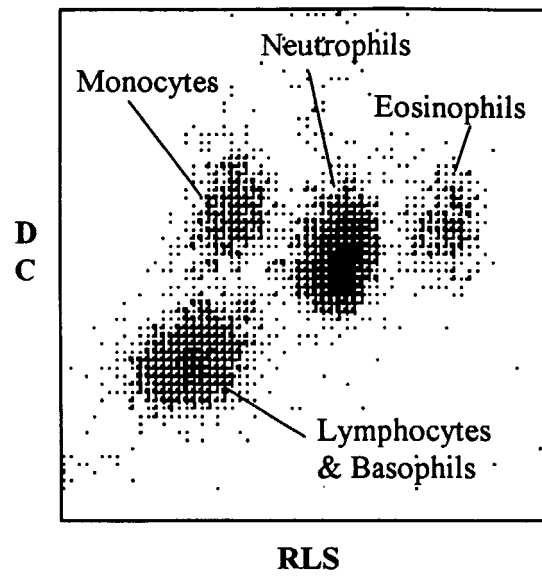 Neutrophils
Monocytes
Eosinophils
D
C
Lymphocytes
& Basophils
RLS